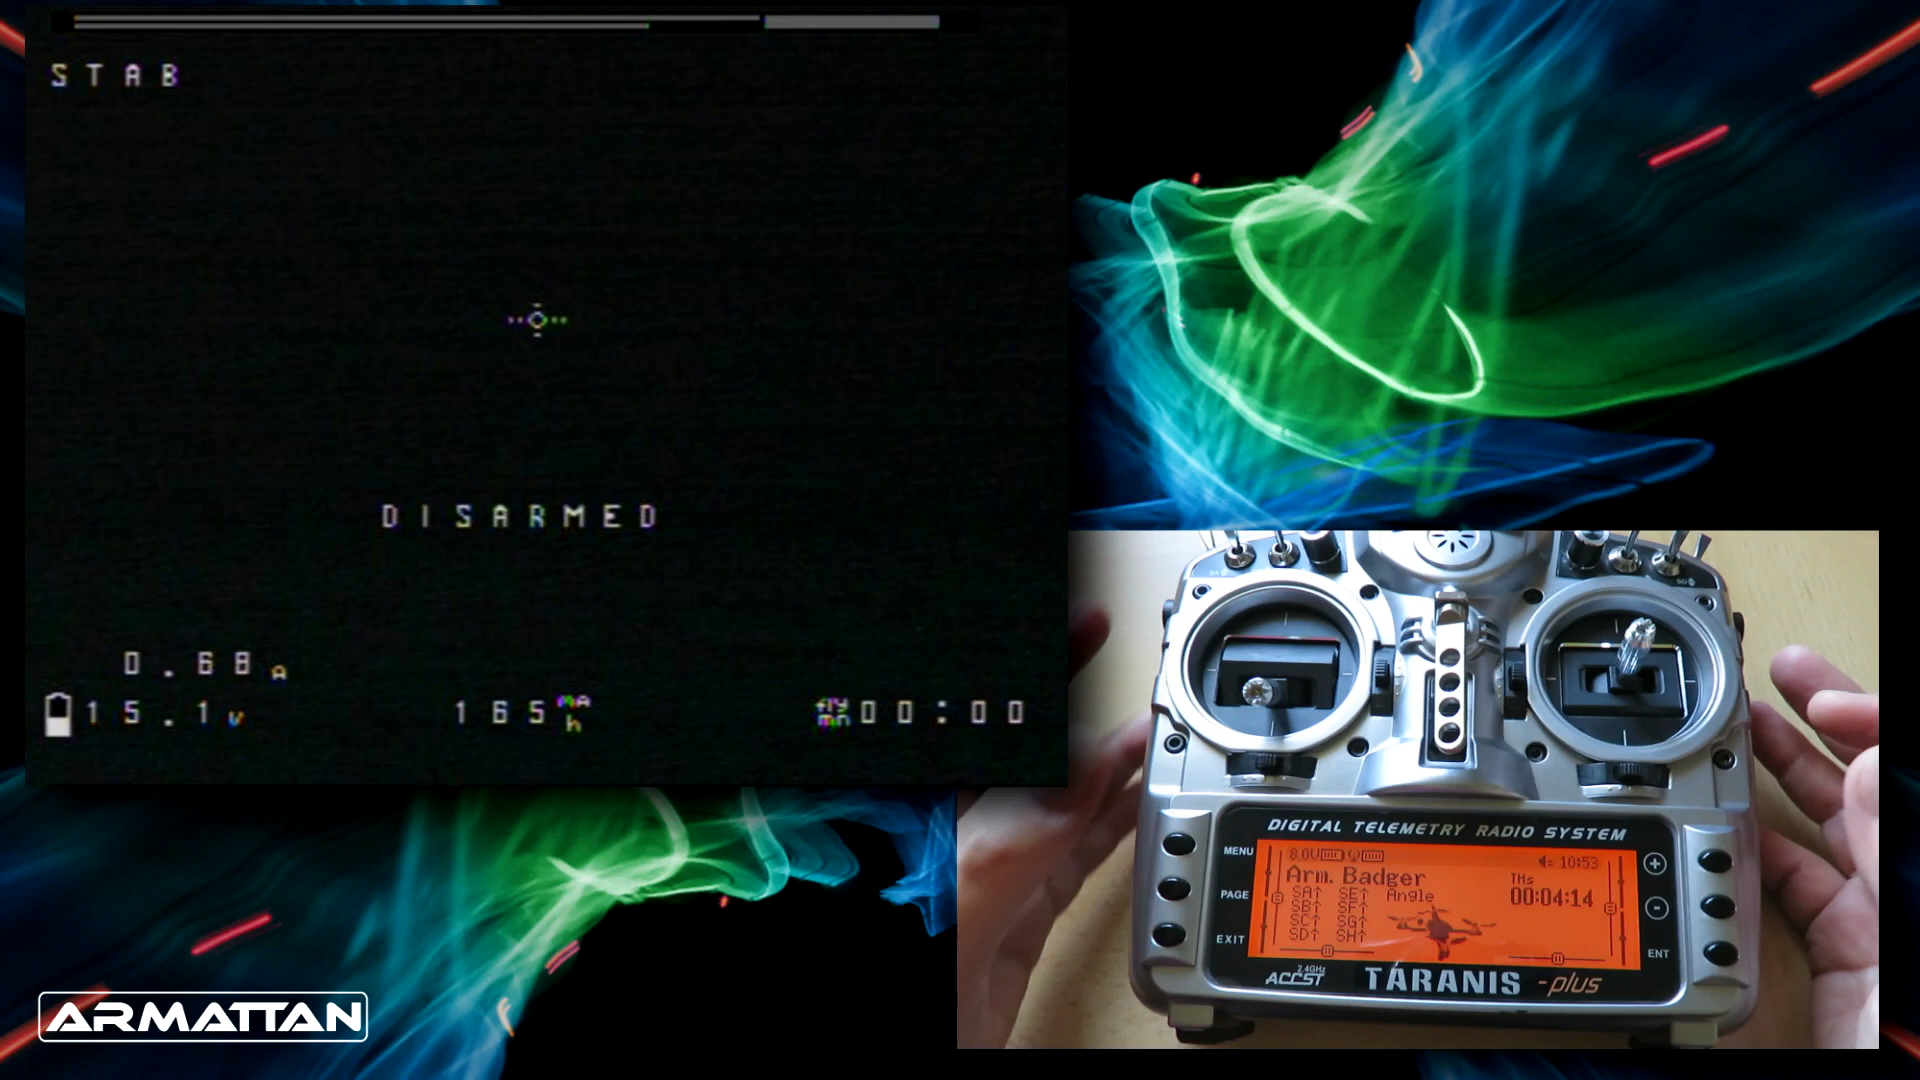 STAB
DISARMED
0.68A
15.1V
165mAh
fly mn 00:00
DIGITAL TELEMETRY RADIO SYSTEM
MENU
PAGE
EXIT
ENT
8.0V
10:53
Arm. Badger
THs
00:04:14
SA↑ SE↑ Angle
SB↑ SF↑
SC↑ SG↑
SD↑ SH↑
2.4GHz
ACCST
TARANIS -plus
ARMATTAN